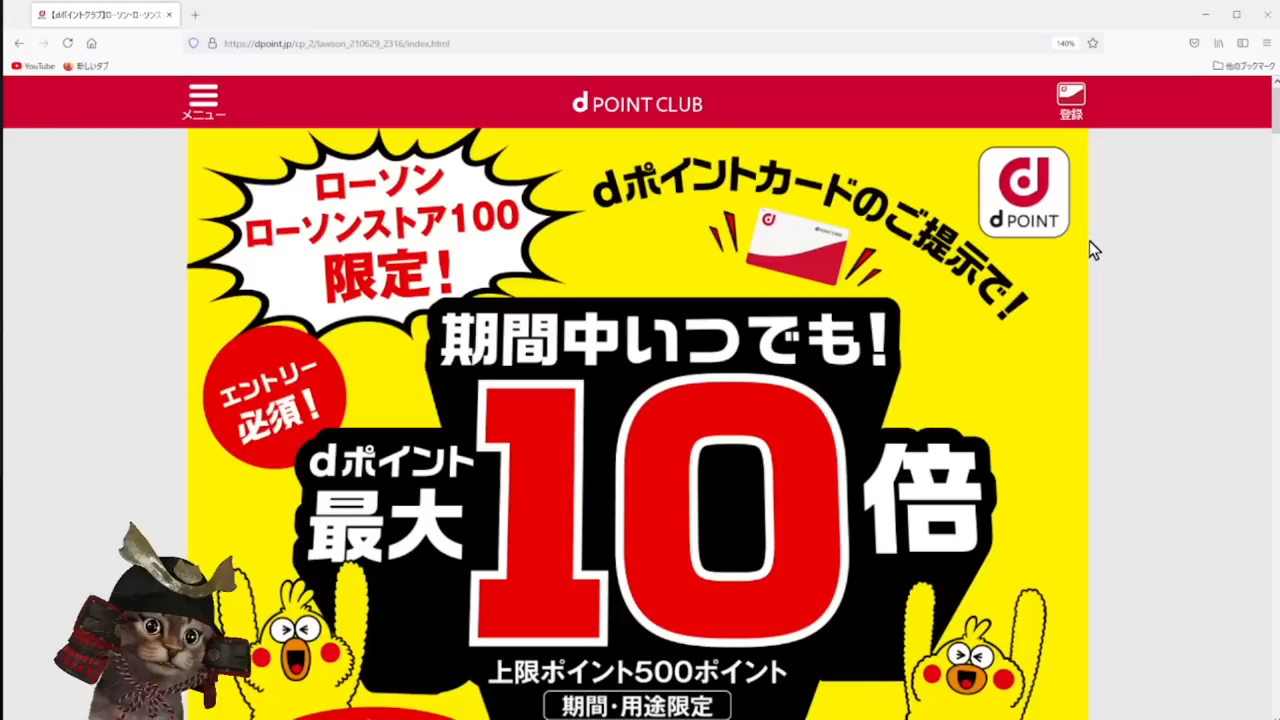 【dポイントクラブ】ローソン・ローソンス
https://dpoint.jp/cp_2/lawson_210629_2316/index.html
140%
YouTube
新しいタブ
他のブックマーク
メニュー
d POINT CLUB
登録
ローソン
ローソンストア100
限定!
dポイントカードのご提示で!
d POINT
エントリー
必須!
期間中いつでも!
dポイント
最大
10倍
上限ポイント500ポイント
期間・用途限定